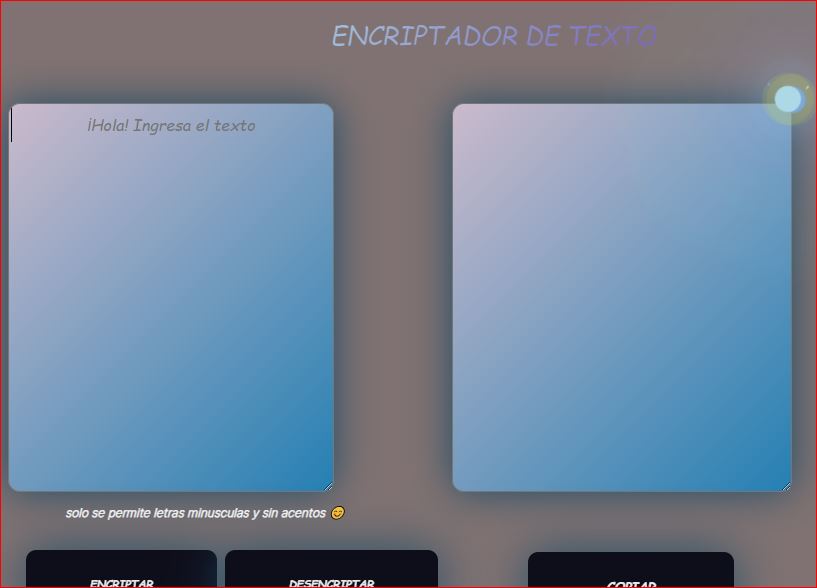 ENCRIPTADOR DE TEXTO
¡Hola! Ingresa el texto
solo se permite letras minusculas y sin acentos 😊
ENCRIPTAR
DESENCRIPTAR
COPIAR